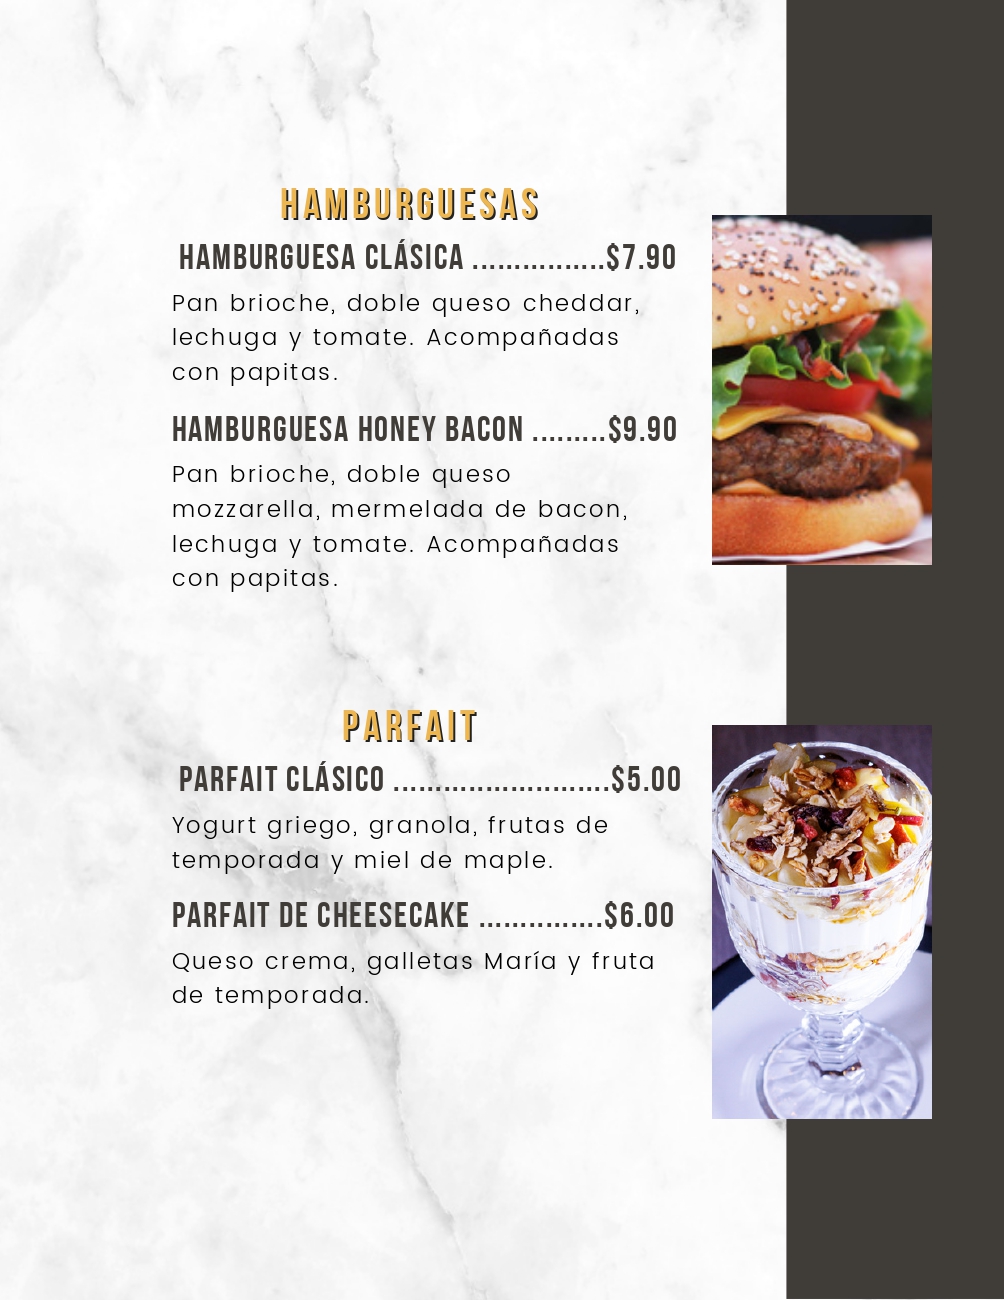 HAMBURGUESAS
HAMBURGUESA CLÁSICA ................$7.90
Pan brioche, doble queso cheddar,
lechuga y tomate. Acompañadas
con papitas.
HAMBURGUESA HONEY BACON .........$9.90
Pan brioche, doble queso
mozzarella, mermelada de bacon,
lechuga y tomate. Acompañadas
con papitas.
PARFAIT
PARFAIT CLÁSICO ..........................$5.00
Yogurt griego, granola, frutas de
temporada y miel de maple.
PARFAIT DE CHEESECAKE ...............$6.00
Queso crema, galletas María y fruta
de temporada.